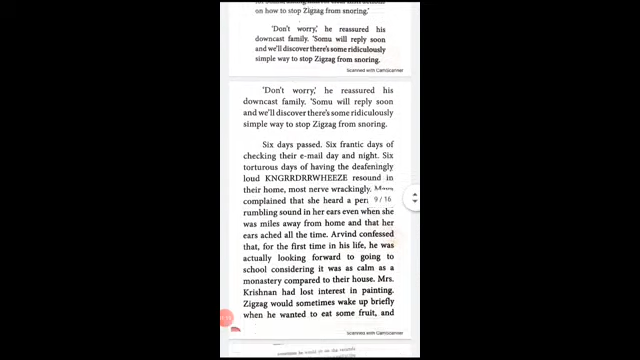 on how to stop Zigzag from snoring.'
'Don't worry,' he reassured his
downcast family. 'Somu will reply soon
and we'll discover there's some ridiculously
simple way to stop Zigzag from snoring.
Scanned with CamScanner
'Don't worry,' he reassured his
downcast family. 'Somu will reply soon
and we'll discover there's some ridiculously
simple way to stop Zigzag from snoring.
Six days passed. Six frantic days of
checking their e-mail day and night. Six
torturous days of having the deafeningly
loud KNGRRDRRWHEEZE resound in
their home, most nerve wrackingly.
complained that she heard a
9 / 16
rumbling sound in her ears even when she
was miles away from home and that her
ears ached all the time. Arvind confessed
that, for the first time in his life, he was
actually looking forward to going to
school considering it was as calm as a
monastery compared to their house. Mrs.
Krishnan had lost interest in painting.
Zigzag would sometimes wake up briefly
when he wanted to eat some fruit, and
Scanned with CamScanner